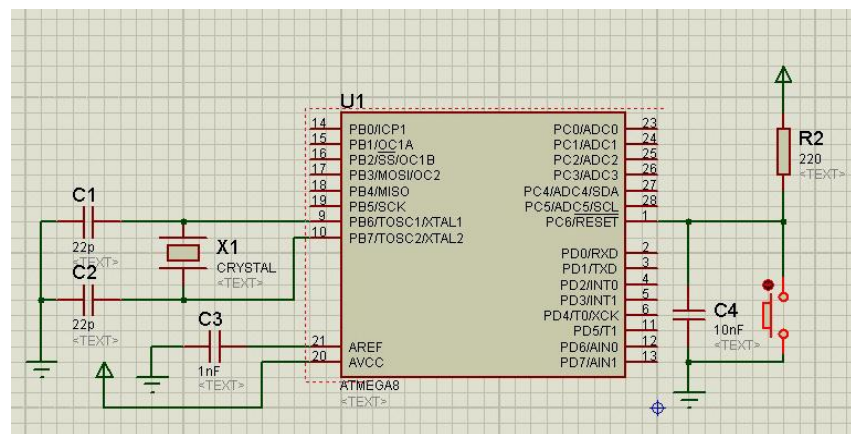 U1
14 PB0/ICP1 PC0/ADC0 23
15 PB1/OC1A PC1/ADC1 24
16 PB2/SS/OC1B PC2/ADC2 25
17 PB3/MOSI/OC2 PC3/ADC3 26
18 PB4/MISO PC4/ADC4/SDA 27
19 PB5/SCK PC5/ADC5/SCL 28
9 PB6/TOSC1/XTAL1 PC6/RESET 1
10 PB7/TOSC2/XTAL2
PD0/RXD 2
PD1/TXD 3
PD2/INT0 4
PD3/INT1 5
PD4/T0/XCK 6
PD5/T1 11
21 AREF PD6/AIN0 12
20 AVCC PD7/AIN1 13
ATMEGA8
<TEXT>
C1
22p
<TEXT>
C2
22p
<TEXT>
X1
CRYSTAL
<TEXT>
C3
1nF
<TEXT>
R2
220
<TEXT>
C4
10nF
<TEXT>